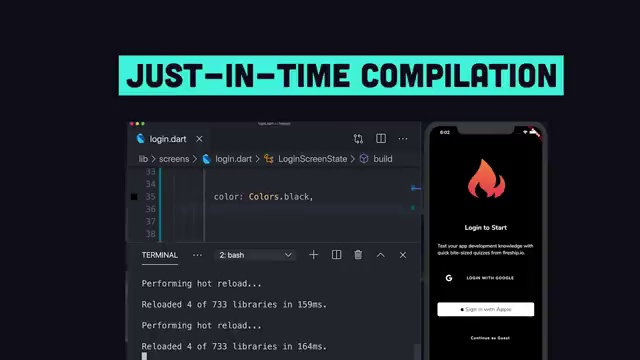 JUST-IN-TIME COMPILATION
login.dart
lib > screens > login.dart > LoginScreenState > build
33
34
35 color: Colors.black,
36
37
38
TERMINAL ... 2: bash
Performing hot reload...
Reloaded 4 of 733 libraries in 159ms.
Performing hot reload...
Reloaded 4 of 733 libraries in 164ms.
6:02
Login to Start
Test your app development knowledge with
quick bite-sized quizzes from fireship.io.
G LOGIN WITH GOOGLE
Sign in with Apple
Continue as Guest